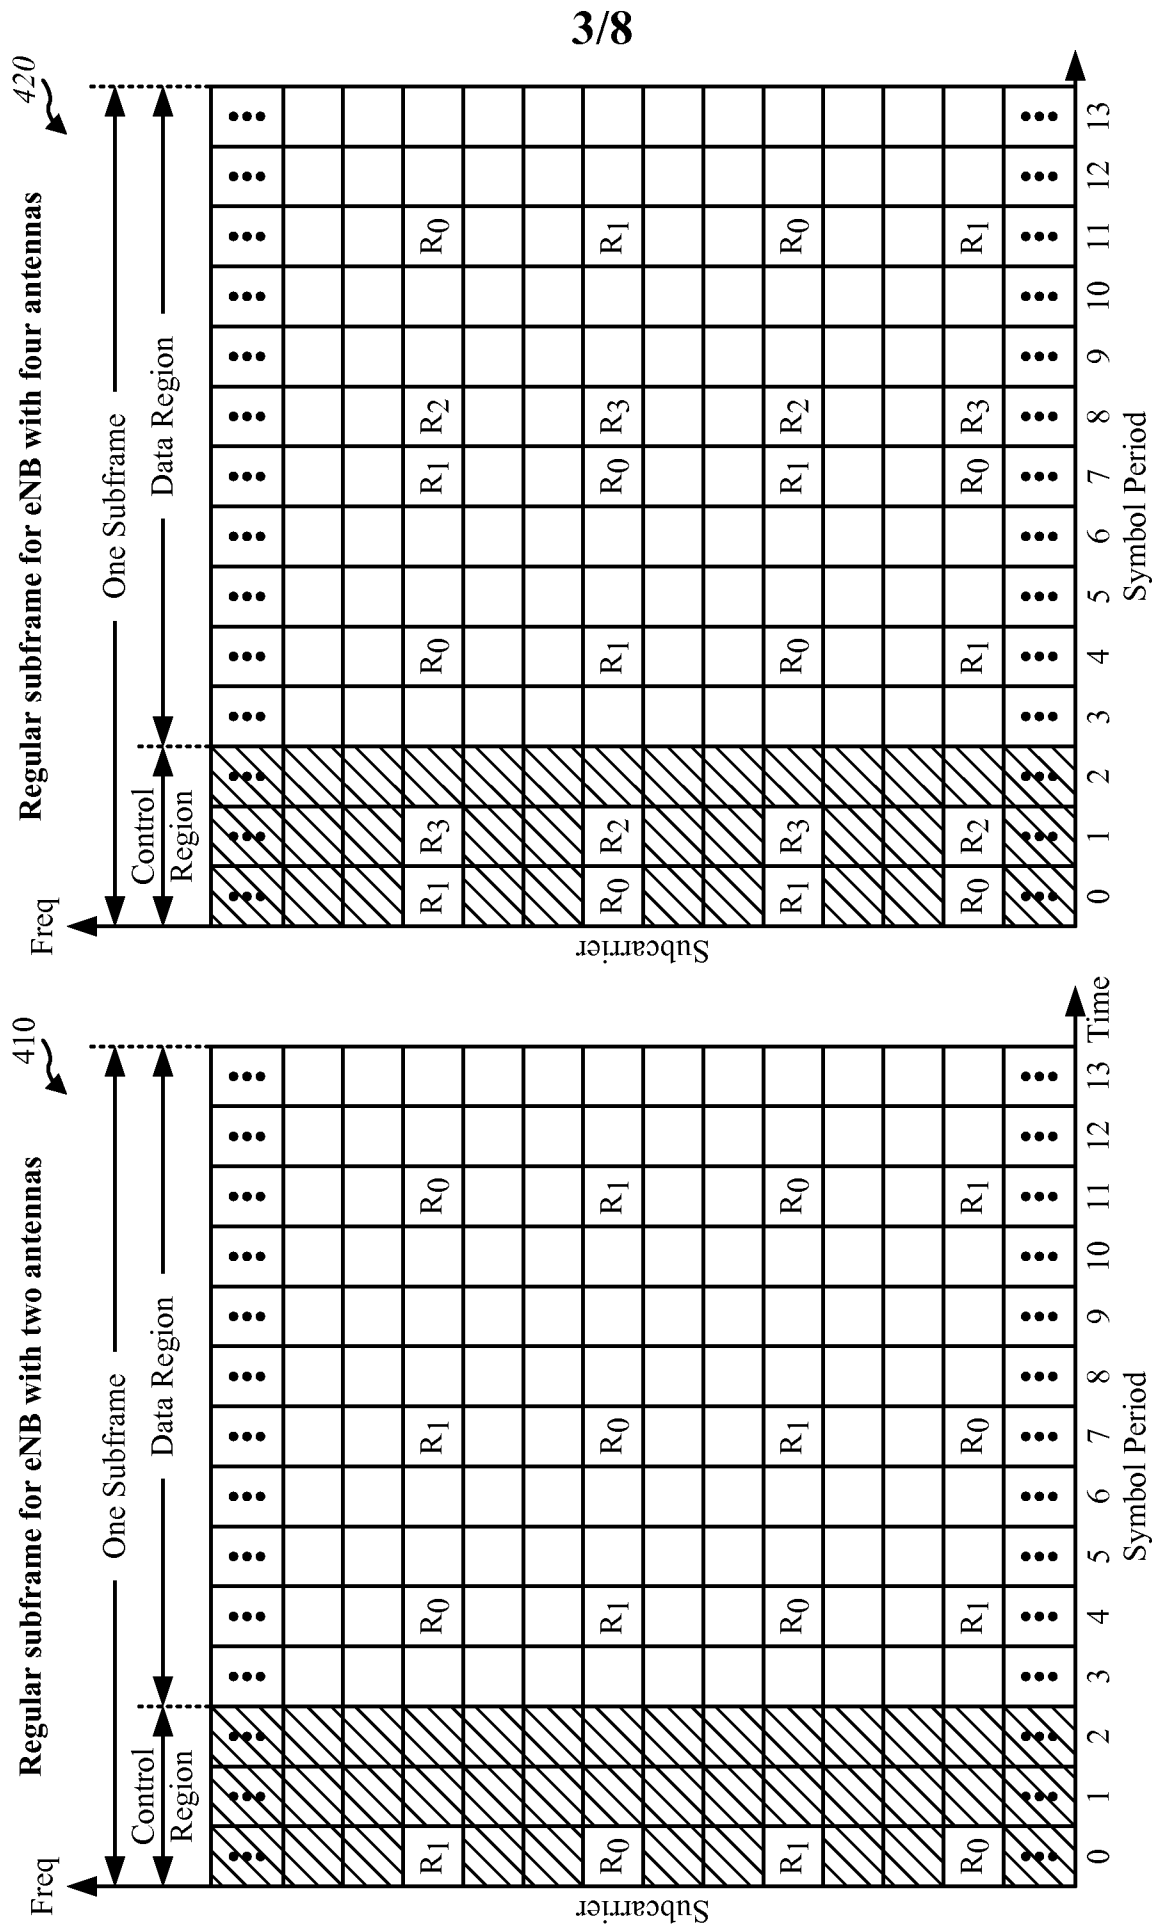 3/8
Regular subframe for eNB with two antennas
410
Freq
One Subframe
Control
Region
Data Region
Subcarrier
••• ••• ••• ••• ••• ••• ••• ••• ••• ••• ••• ••• ••• •••
R1 R0 R1 R0
R0 R1 R0 R1
R1 R0 R1 R0
R0 R1 R0 R1
••• ••• ••• ••• ••• ••• ••• ••• ••• ••• ••• ••• ••• •••
0 1 2 3 4 5 6 7 8 9 10 11 12 13
Time
Symbol Period
Regular subframe for eNB with four antennas
420
Freq
One Subframe
Control
Region
Data Region
Subcarrier
••• ••• ••• ••• ••• ••• ••• ••• ••• ••• ••• ••• ••• •••
R1 R3 R0 R1 R2 R0
R0 R2 R1 R0 R3 R1
R1 R3 R0 R1 R2 R0
R0 R2 R1 R0 R3 R1
••• ••• ••• ••• ••• ••• ••• ••• ••• ••• ••• ••• ••• •••
0 1 2 3 4 5 6 7 8 9 10 11 12 13
Symbol Period